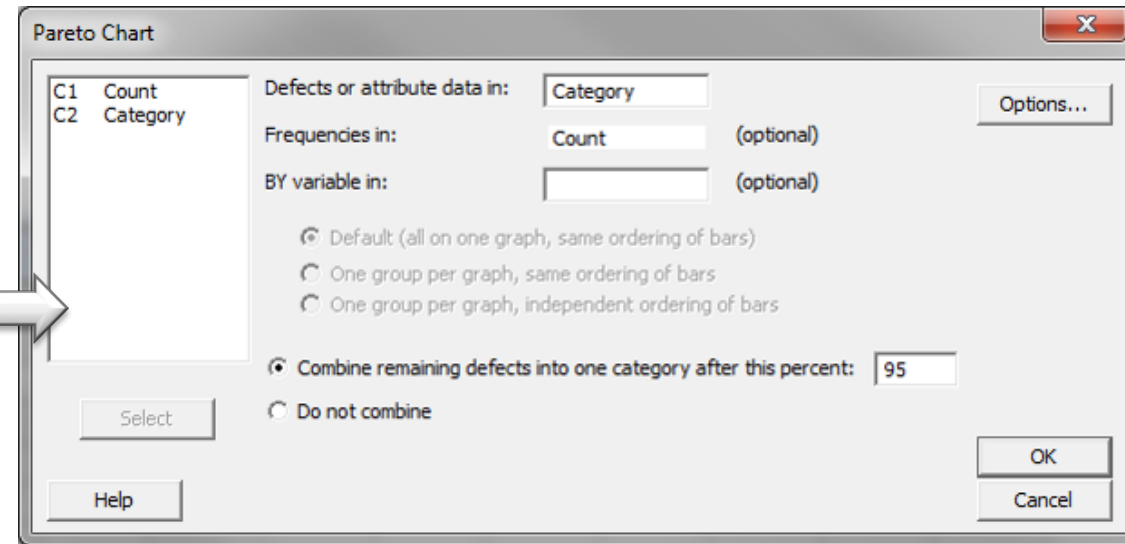 Pareto Chart
C1 Count
C2 Category
Defects or attribute data in: Category
Frequencies in: Count (optional)
BY variable in: (optional)
Default (all on one graph, same ordering of bars)
One group per graph, same ordering of bars
One group per graph, independent ordering of bars
Combine remaining defects into one category after this percent: 95
Do not combine
Select
Help
Options...
OK
Cancel